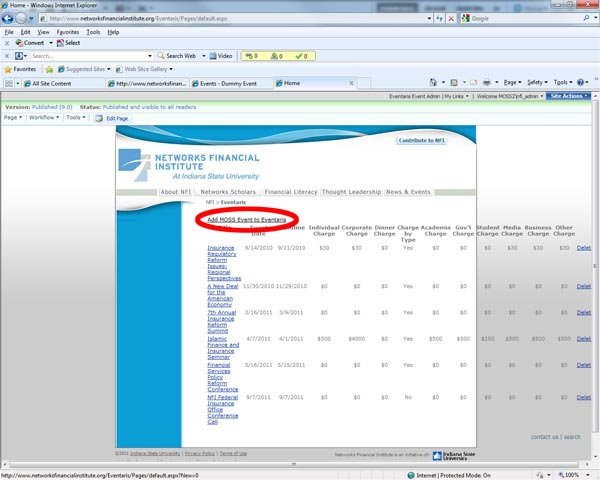 Home - Windows Internet Explorer
http://www.networksfinancialinstitute.org/Eventaris/Pages/default.aspx
Google
File Edit View Favorites Tools Help
Convert Select
Search Web Video
Favorites Suggested Sites Web Slice Gallery
All Site Content http://www.networksfinan... Events - Dummy Event Home Page Safety Tools
Eventaris Event Admin | My Links Welcome MOSS2\nfi_admin Site Actions
Version: Published (9.0) Status: Published and visible to all readers
Page Workflow Tools Edit Page
Contribute to NFI
NETWORKS FINANCIAL
INSTITUTE
At Indiana State University
About NFI Networks Scholars Financial Literacy Thought Leadership News & Events
NFI > Eventaris
Add MOSS Event to Eventaris
Date Individual Charge Corporate Charge Dinner Charge Charge by Type Academia Charge Gov't Charge Student Charge Media Charge Business Charge Other Charge
Insurance Regulatory Reform Issues: Regional Perspectives 9/14/2010 9/11/2010 $30 $30 $0 Yes $0 $0 $0 $30 $30 $30 Delet
A New Deal for the American Economy 11/30/2010 11/29/2010 $0 $0 $0 Yes $0 $0 $0 $0 $0 $0 Delet
7th Annual Insurance Reform Summit 3/16/2011 3/9/2011 $0 $0 $0 Yes $0 $0 $0 $0 $0 $0 Delet
Islamic Finance and Insurance Seminar 4/7/2011 4/1/2011 $500 $4000 $0 Yes $500 $500 $250 $500 $500 $500 Delet
Financial Services Policy Reform Conference 5/16/2011 5/15/2011 $0 $0 $0 Yes $0 $0 $0 $0 $0 $0 Delet
NFI Federal Insurance Office Conference Call 9/7/2011 9/7/2011 $0 $0 $0 No $0 $0 $0 $0 $0 $0 Delet
contact us | search
©2011 Indiana State University | Privacy Policy | Terms of Use
Networks Financial Institute is an initiative of: Indiana State University
http://www.networksfinancialinstitute.org/Eventaris/Pages/default.aspx?New=0 Internet | Protected Mode: On 100%